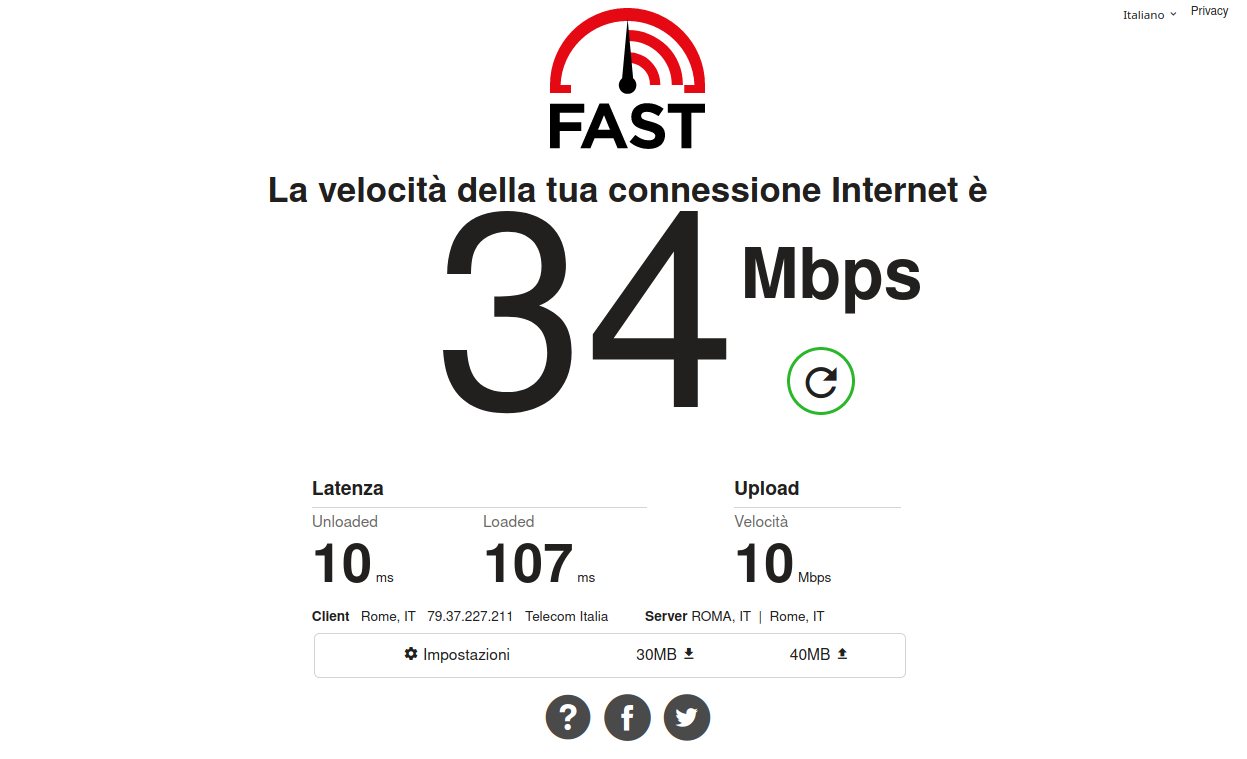 Italiano
Privacy
FAST
La velocità della tua connessione Internet è
34 Mbps
Latenza
Upload
Unloaded
Loaded
Velocità
10 ms
107 ms
10 Mbps
Client Rome, IT 79.37.227.211 Telecom Italia Server ROMA, IT | Rome, IT
Impostazioni 30MB 40MB